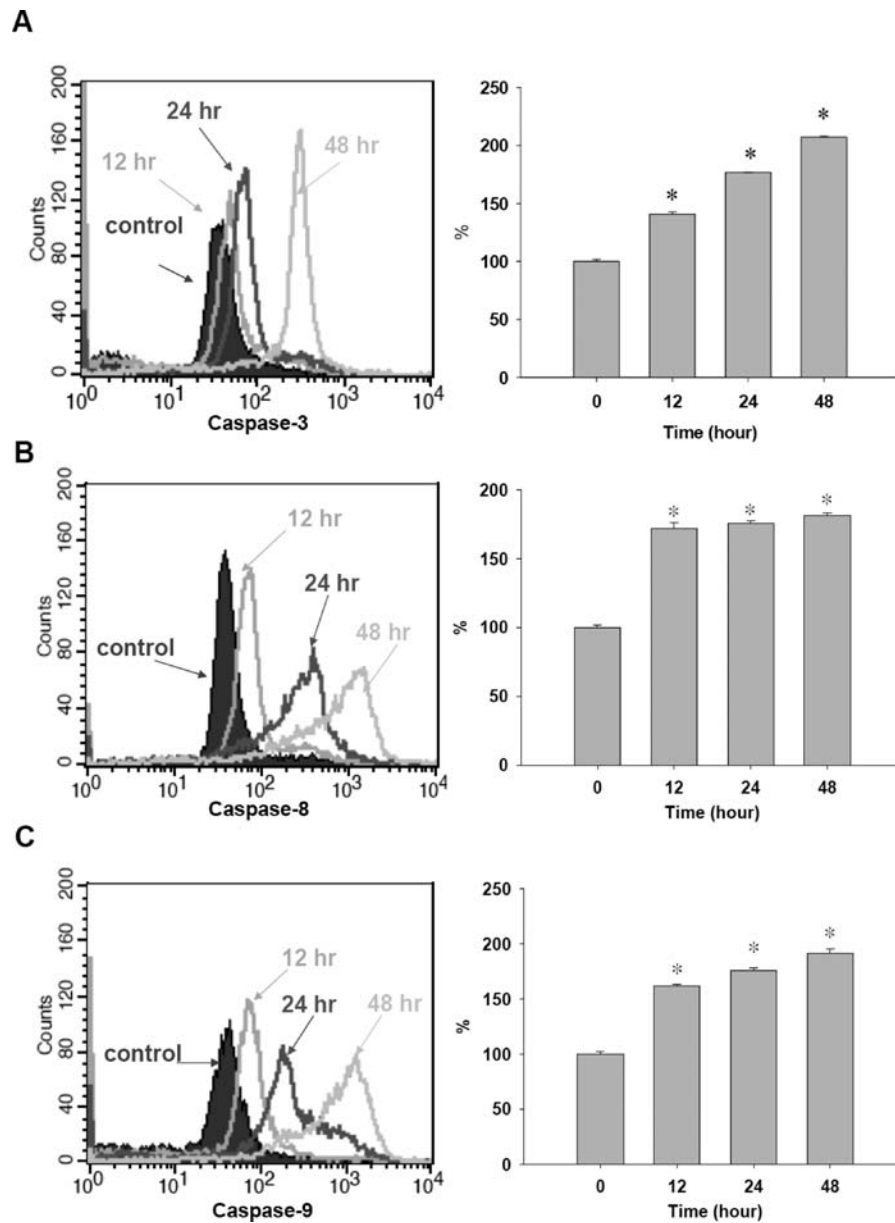 A
200
160
120
80
40
0
Counts
24 hr
12 hr
48 hr
control
10^0 10^1 10^2 10^3 10^4
Caspase-3
250
200
150
100
50
0
%
* * * *
0 12 24 48
Time (hour)
B
200
160
120
80
40
0
Counts
12 hr
24 hr
48 hr
control
10^0 10^1 10^2 10^3 10^4
Caspase-8
200
150
100
50
0
%
* * *
0 12 24 48
Time (hour)
C
200
160
120
80
40
0
Counts
12 hr
24 hr
48 hr
control
10^0 10^1 10^2 10^3 10^4
Caspase-9
250
200
150
100
50
0
%
* * *
0 12 24 48
Time (hour)